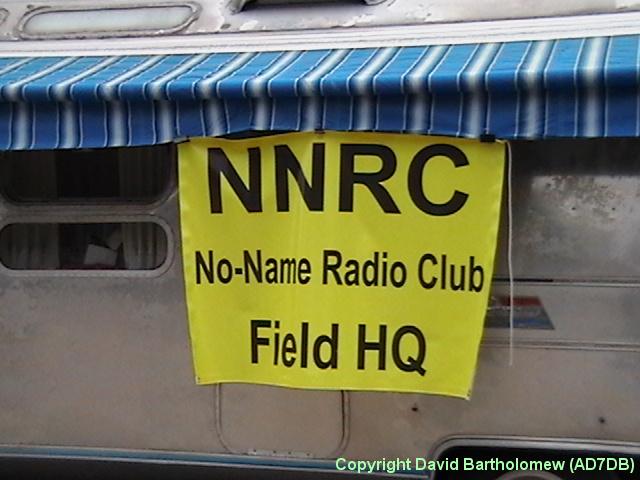 NNRC
No-Name Radio Club
Field HQ
Copyright David Bartholomew (AD7DB)